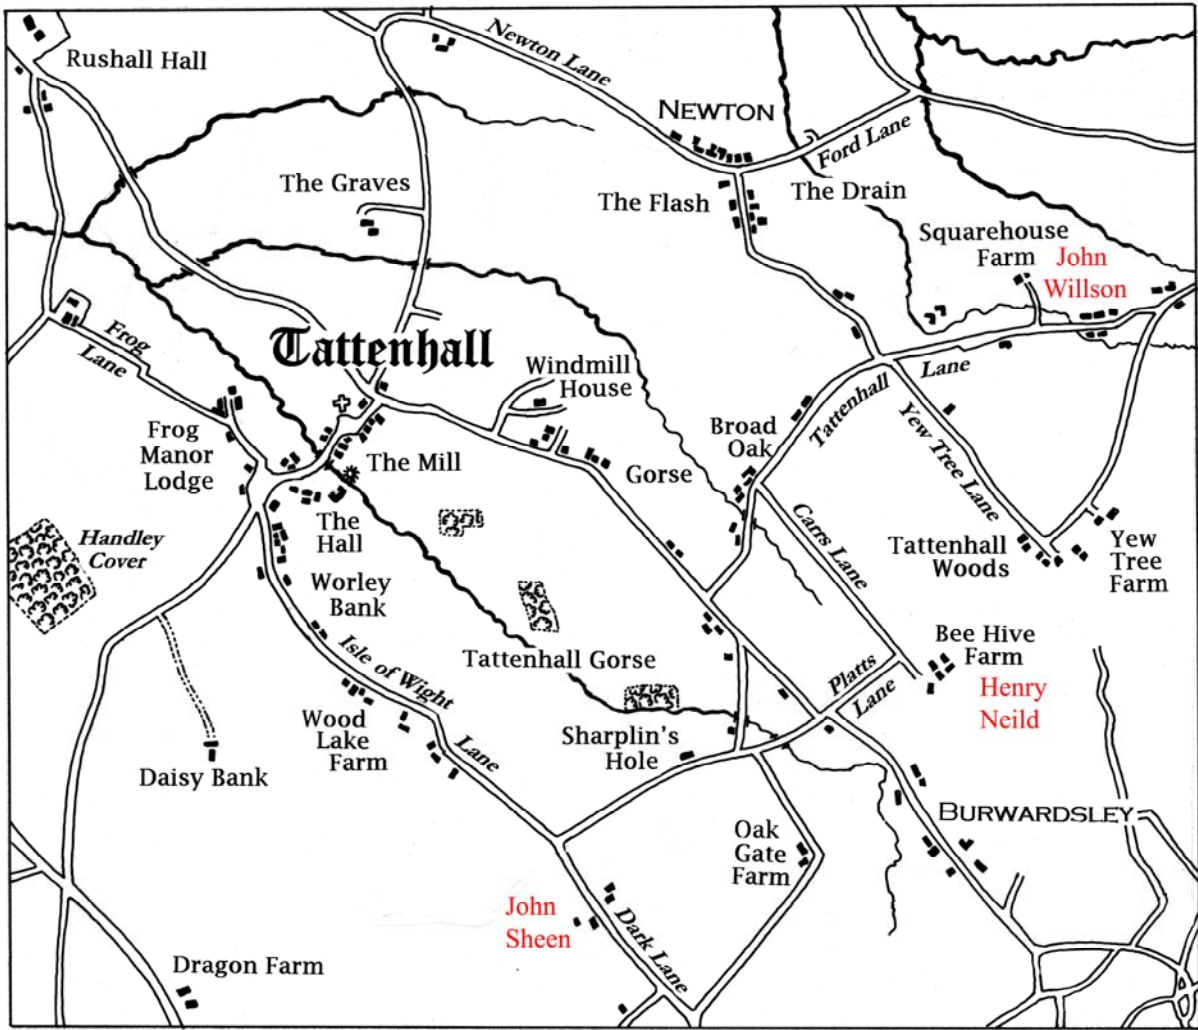 Rushall Hall
Newton Lane
NEWTON
Ford Lane
The Graves
The Flash
The Drain
Squarehouse
Farm
John
Willson
Frog
Lane
Tattenhall
Windmill
House
Tattenhall
Lane
Yew Tree Lane
Broad
Oak
Frog
Manor
Lodge
The Mill
Gorse
The
Hall
Handley
Cover
Carrs Lane
Tattenhall
Woods
Yew
Tree
Farm
Worley
Bank
Isle of Wight
Lane
Tattenhall Gorse
Platts
Lane
Bee Hive
Farm
Henry
Neild
Wood
Lake
Farm
Sharplin's
Hole
Daisy Bank
Oak
Gate
Farm
BURWARDSLEY
John
Sheen
Dark Lane
Dragon Farm